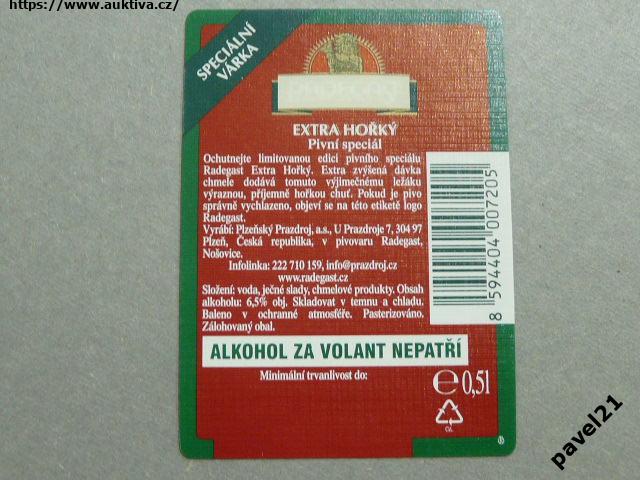 https://www.auktiva.cz/
SPECIÁLNÍ
VÁRKA
EXTRA HOŘKÝ
Pivní speciál
Ochutnejte limitovanou edici pivního speciálu
Radegast Extra Hořký. Extra zvýšená dávka
chmele dodává tomuto výjimečnému ležáku
výraznou, příjemně hořkou chuť. Pokud je pivo
správně vychlazeno, objeví se na této etiketě logo
Radegast.
Vyrábí: Plzeňský Prazdroj, a.s., U Prazdroje 7, 304 97
Plzeň, Česká republika, v pivovaru Radegast,
Nošovice.
Infolinka: 222 710 159, info@prazdroj.cz
www.radegast.cz
Složení: voda, ječné slady, chmelové produkty. Obsah
alkoholu: 6,5% obj. Skladovat v temnu a chladu.
Baleno v ochranné atmosféře. Pasterizováno.
Zálohovaný obal.
8 594404 007205
ALKOHOL ZA VOLANT NEPATŘÍ
Minimální trvanlivost do:
e 0,5l
GL
pavel21